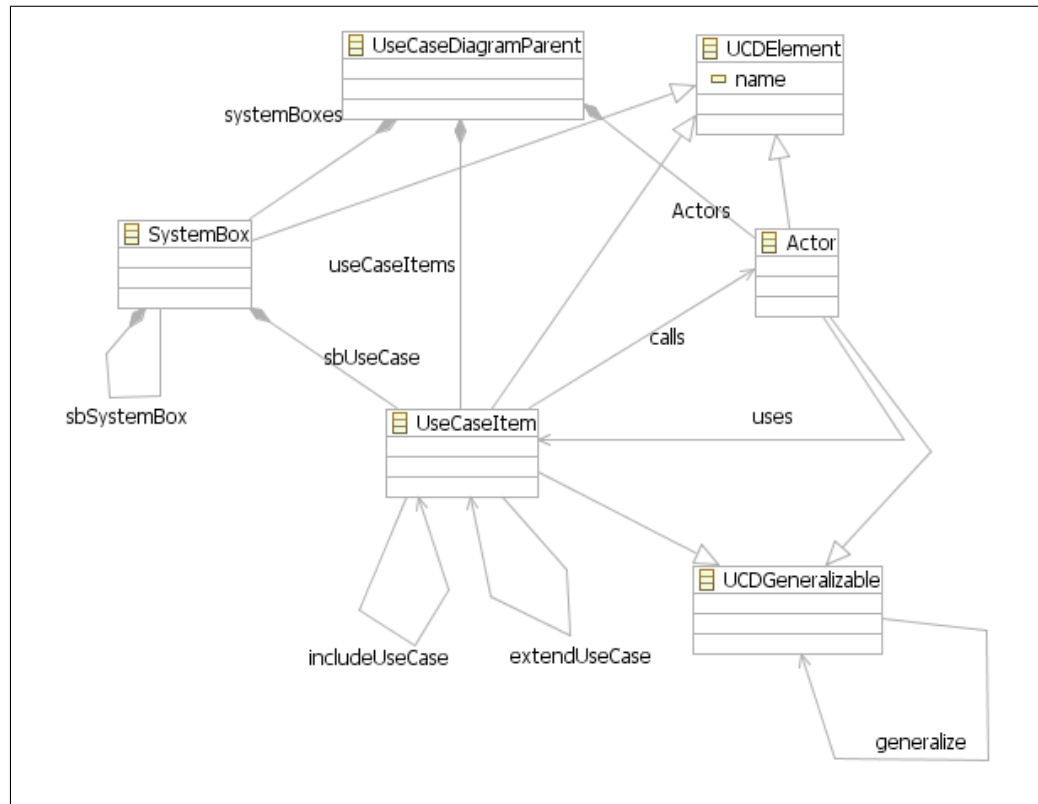 UseCaseDiagramParent
UCDElement
name
systemBoxes
Actors
SystemBox
Actor
useCaseItems
calls
sbUseCase
sbSystemBox
UseCaseItem
uses
UCDGeneralizable
includeUseCase
extendUseCase
generalize